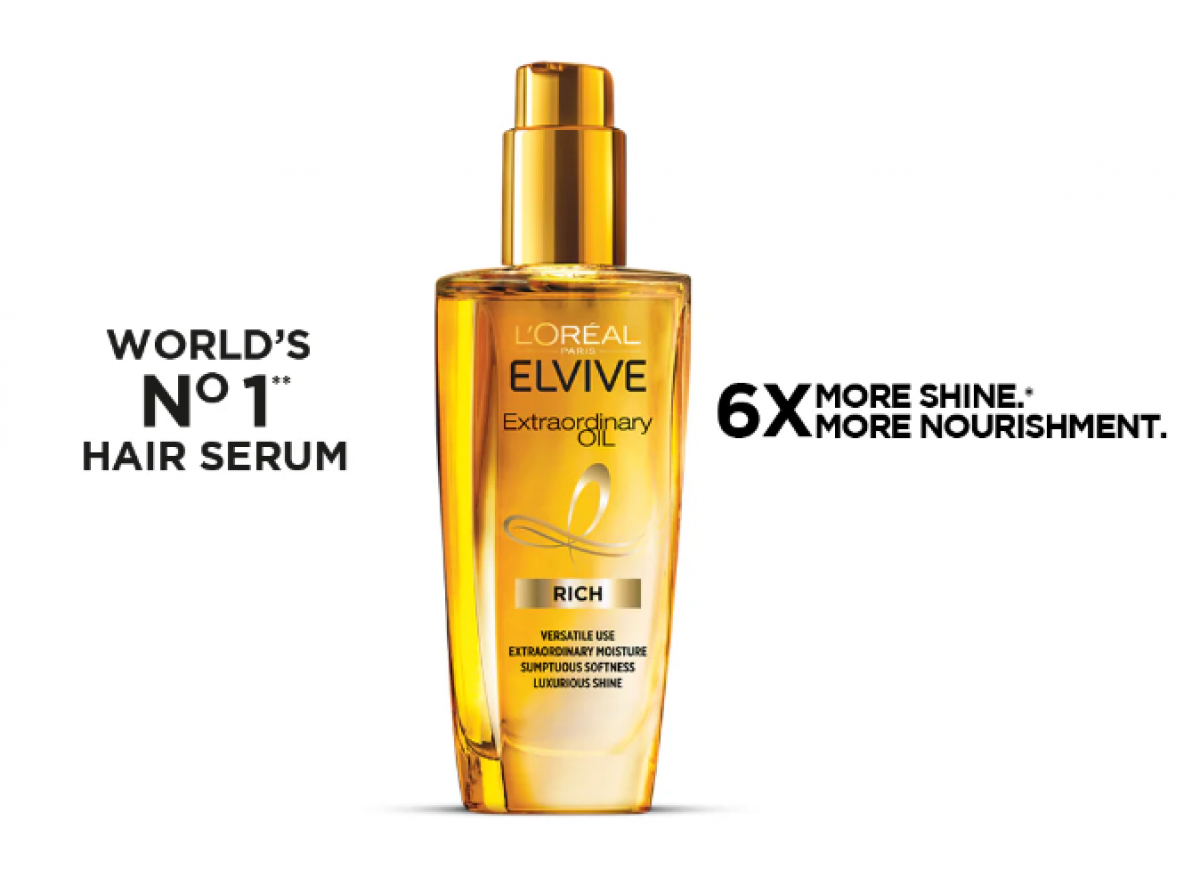 WORLD'S
Nº 1**
HAIR SERUM
L'ORÉAL
PARIS
ELVIVE
Extraordinary
OIL
RICH
VERSATILE USE
EXTRAORDINARY MOISTURE
SUMPTUOUS SOFTNESS
LUXURIOUS SHINE
6X MORE SHINE.*
MORE NOURISHMENT.